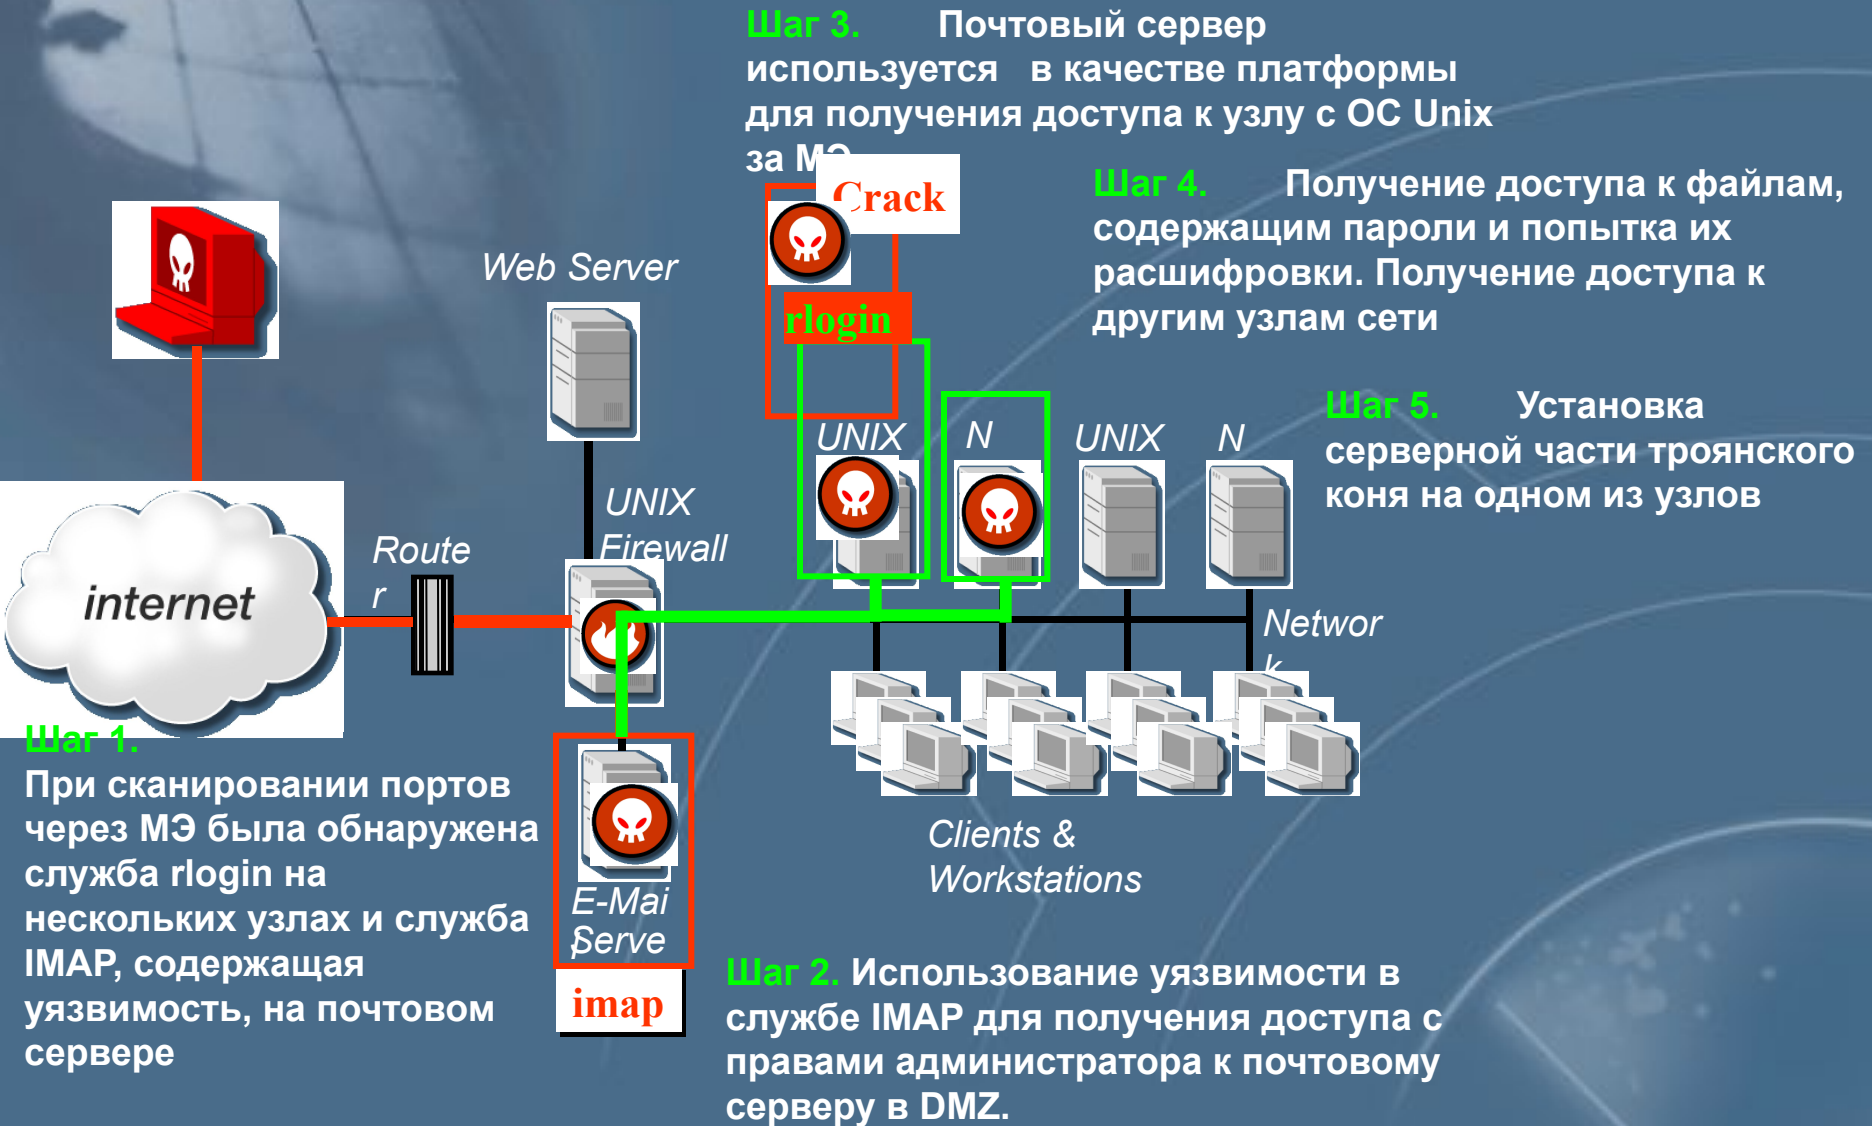 Шаг 3. Почтовый сервер
используется в качестве платформы
для получения доступа к узлу с ОС Unix
за МЭ
Crack
Шаг 4. Получение доступа к файлам,
содержащим пароли и попытка их
расшифровки. Получение доступа к
другим узлам сети
Web Server
rlogin
Шаг 5. Установка
серверной части троянского
коня на одном из узлов
UNIX
N
UNIX
N
UNIX
Firewall
Route
r
internet
Networ
k
Шаг 1.
При сканировании портов
через МЭ была обнаружена
служба rlogin на
нескольких узлах и служба
IMAP, содержащая
уязвимость, на почтовом
сервере
Clients &
Workstations
E-Mai
Serve
imap
Шаг 2. Использование уязвимости в
службе IMAP для получения доступа с
правами администратора к почтовому
серверу в DMZ.